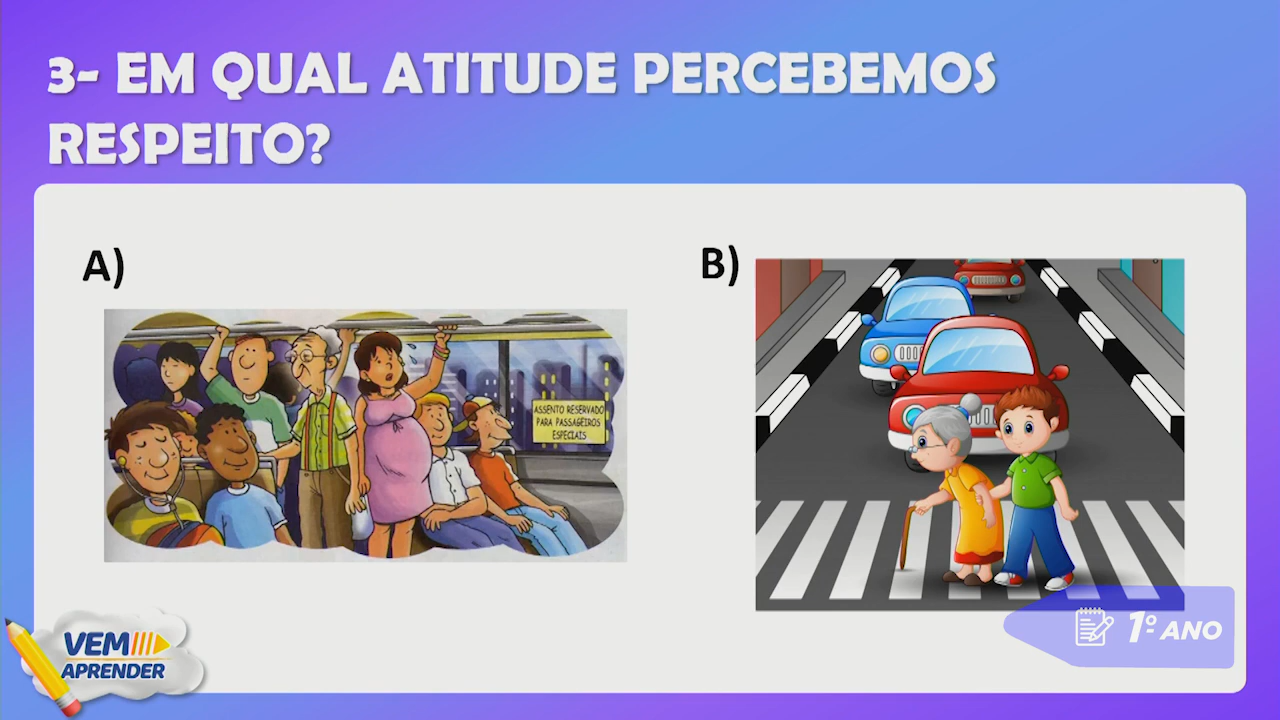 3- EM QUAL ATITUDE PERCEBEMOS
RESPEITO?
A)
B)
ASSENTO RESERVADO
PARA PASSAGEIROS
ESPECIAIS
VEM
APRENDER
1º ANO